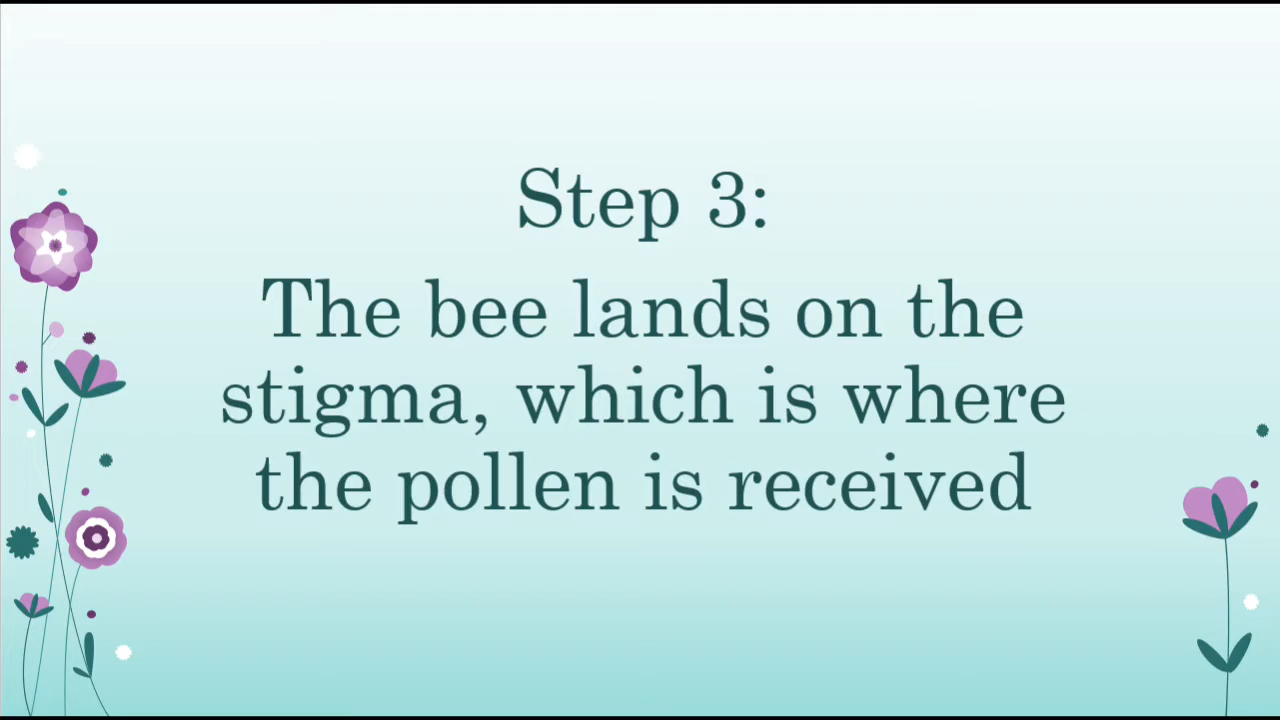 Step 3:
The bee lands on the
stigma, which is where
the pollen is received